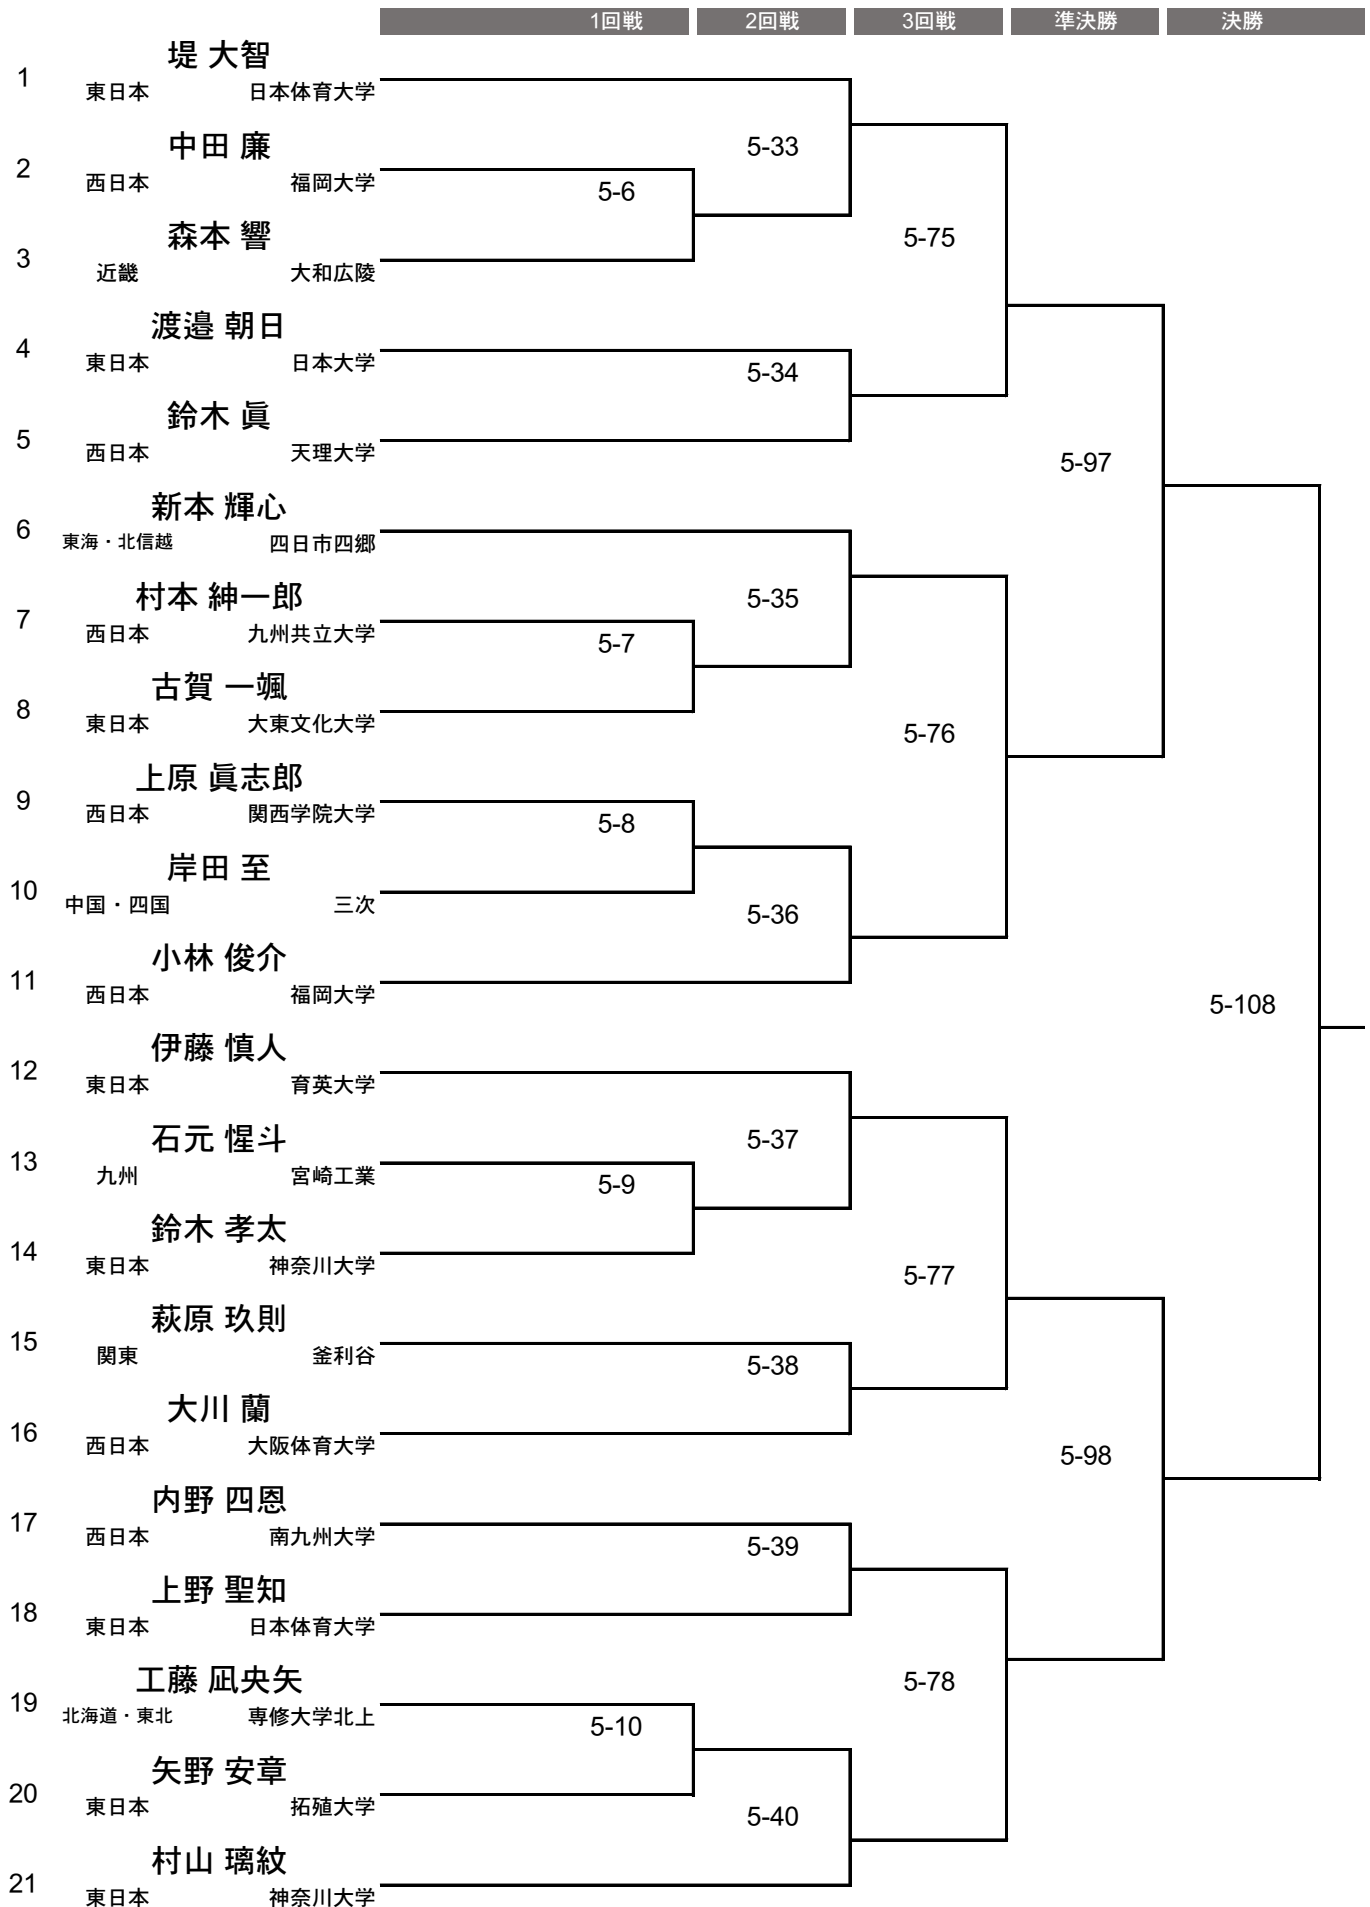 1回戦 2回戦 3回戦 準決勝 決勝
堤 大智
1 東日本 日本体育大学
中田 廉
2 西日本 福岡大学
森本 響
3 近畿 大和広陵
渡邉 朝日
4 東日本 日本大学
鈴木 眞
5 西日本 天理大学
新本 輝心
6 東海・北信越 四日市四郷
村本 紳一郎
7 西日本 九州共立大学
古賀 一颯
8 東日本 大東文化大学
上原 眞志郎
9 西日本 関西学院大学
岸田 至
10 中国・四国 三次
小林 俊介
11 西日本 福岡大学
伊藤 慎人
12 東日本 育英大学
石元 惺斗
13 九州 宮崎工業
鈴木 孝太
14 東日本 神奈川大学
萩原 玖則
15 関東 釜利谷
大川 蘭
16 西日本 大阪体育大学
内野 四恩
17 西日本 南九州大学
上野 聖知
18 東日本 日本体育大学
工藤 凪央矢
19 北海道・東北 専修大学北上
矢野 安章
20 東日本 拓殖大学
村山 璃紋
21 東日本 神奈川大学
5-6
5-7
5-8
5-9
5-10
5-33
5-34
5-35
5-36
5-37
5-38
5-39
5-40
5-75
5-76
5-77
5-78
5-97
5-98
5-108